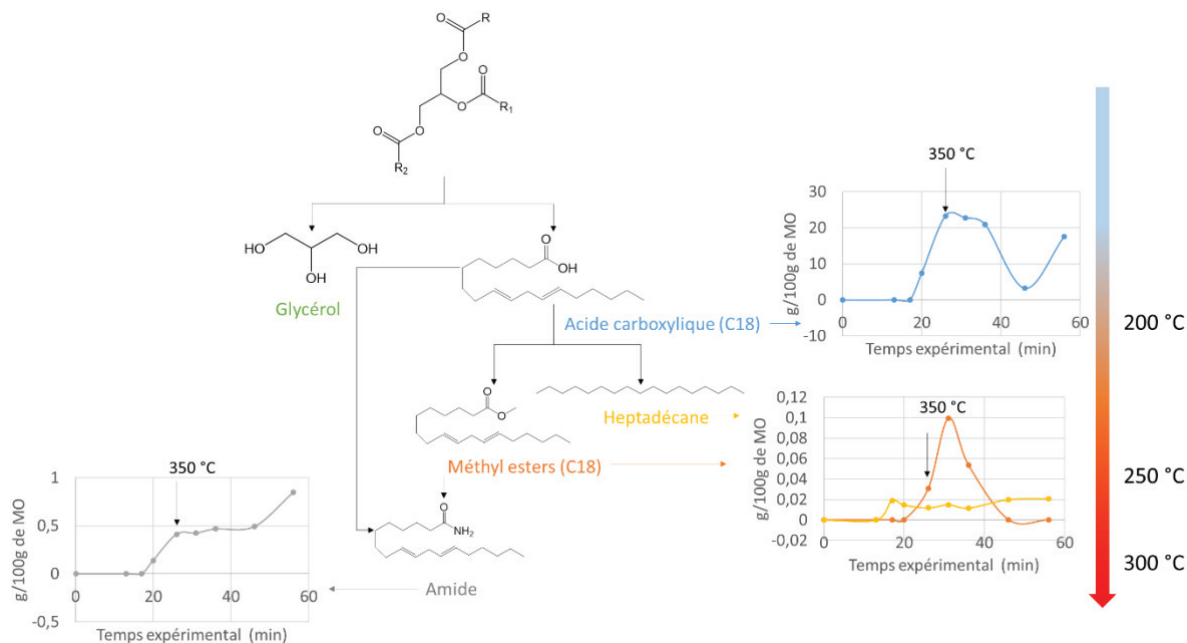 O
R
O
O
O
R₁
O
O
R₂
HO
OH
OH
Glycérol
O
OH
Acide carboxylique (C18)
350 °C
g/100g de MO
30
20
10
0
-10
0
20
40
60
Temps expérimental (min)
200 °C
250 °C
300 °C
O
O
Méthyl esters (C18)
Heptadécane
350 °C
g/100g de MO
0,12
0,1
0,08
0,06
0,04
0,02
0
-0,02
0
20
40
60
Temps expérimental (min)
O
NH₂
Amide
350 °C
g/100g de MO
1
0,5
0
-0,5
0
20
40
60
Temps expérimental (min)